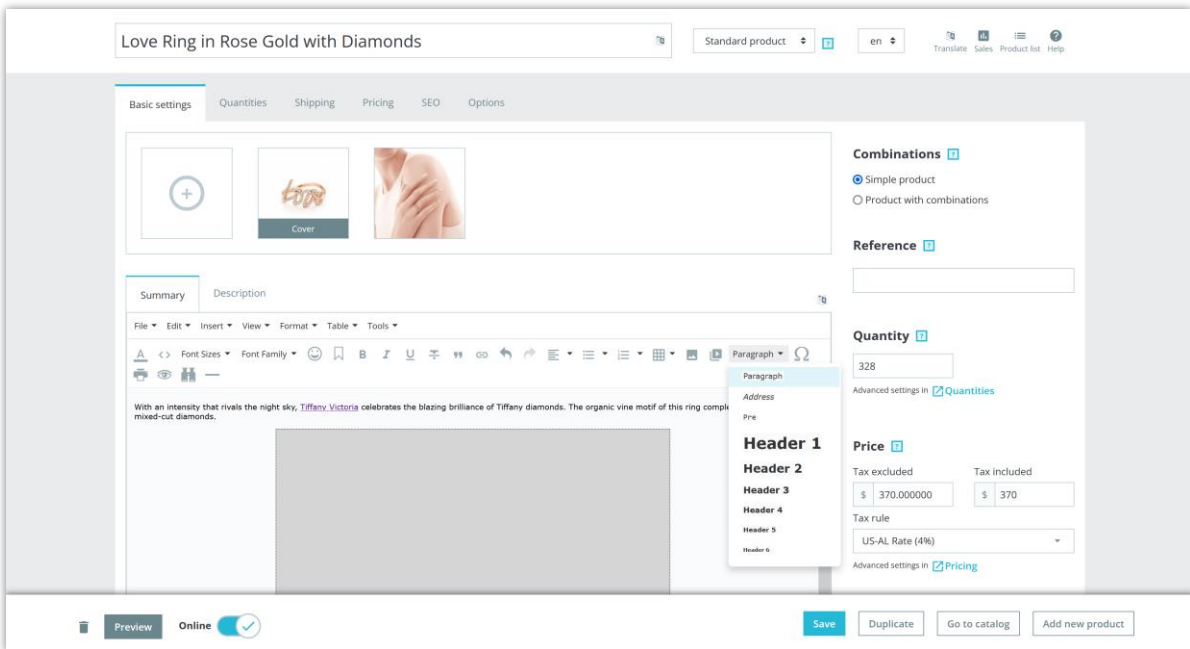 Love Ring in Rose Gold with Diamonds
Standard product
?
en
Translate Sales Product list Help
Basic settings Quantities Shipping Pricing SEO Options
Cover
Combinations ?
Simple product
Product with combinations
Reference ?
Summary Description
File Edit Insert View Format Table Tools
A <> Font Sizes Font Family B I U Paragraph Ω
Paragraph
Address
Pre
Header 1
Header 2
Header 3
Header 4
Header 5
Header 6
With an intensity that rivals the night sky, Tiffany Victoria celebrates the blazing brilliance of Tiffany diamonds. The organic vine motif of this ring
mixed-cut diamonds.
Quantity ?
328
Advanced settings in Quantities
Price ?
Tax excluded Tax included
$ 370.000000 $ 370
Tax rule
US-AL Rate (4%)
Advanced settings in Pricing
Preview Online Save Duplicate Go to catalog Add new product